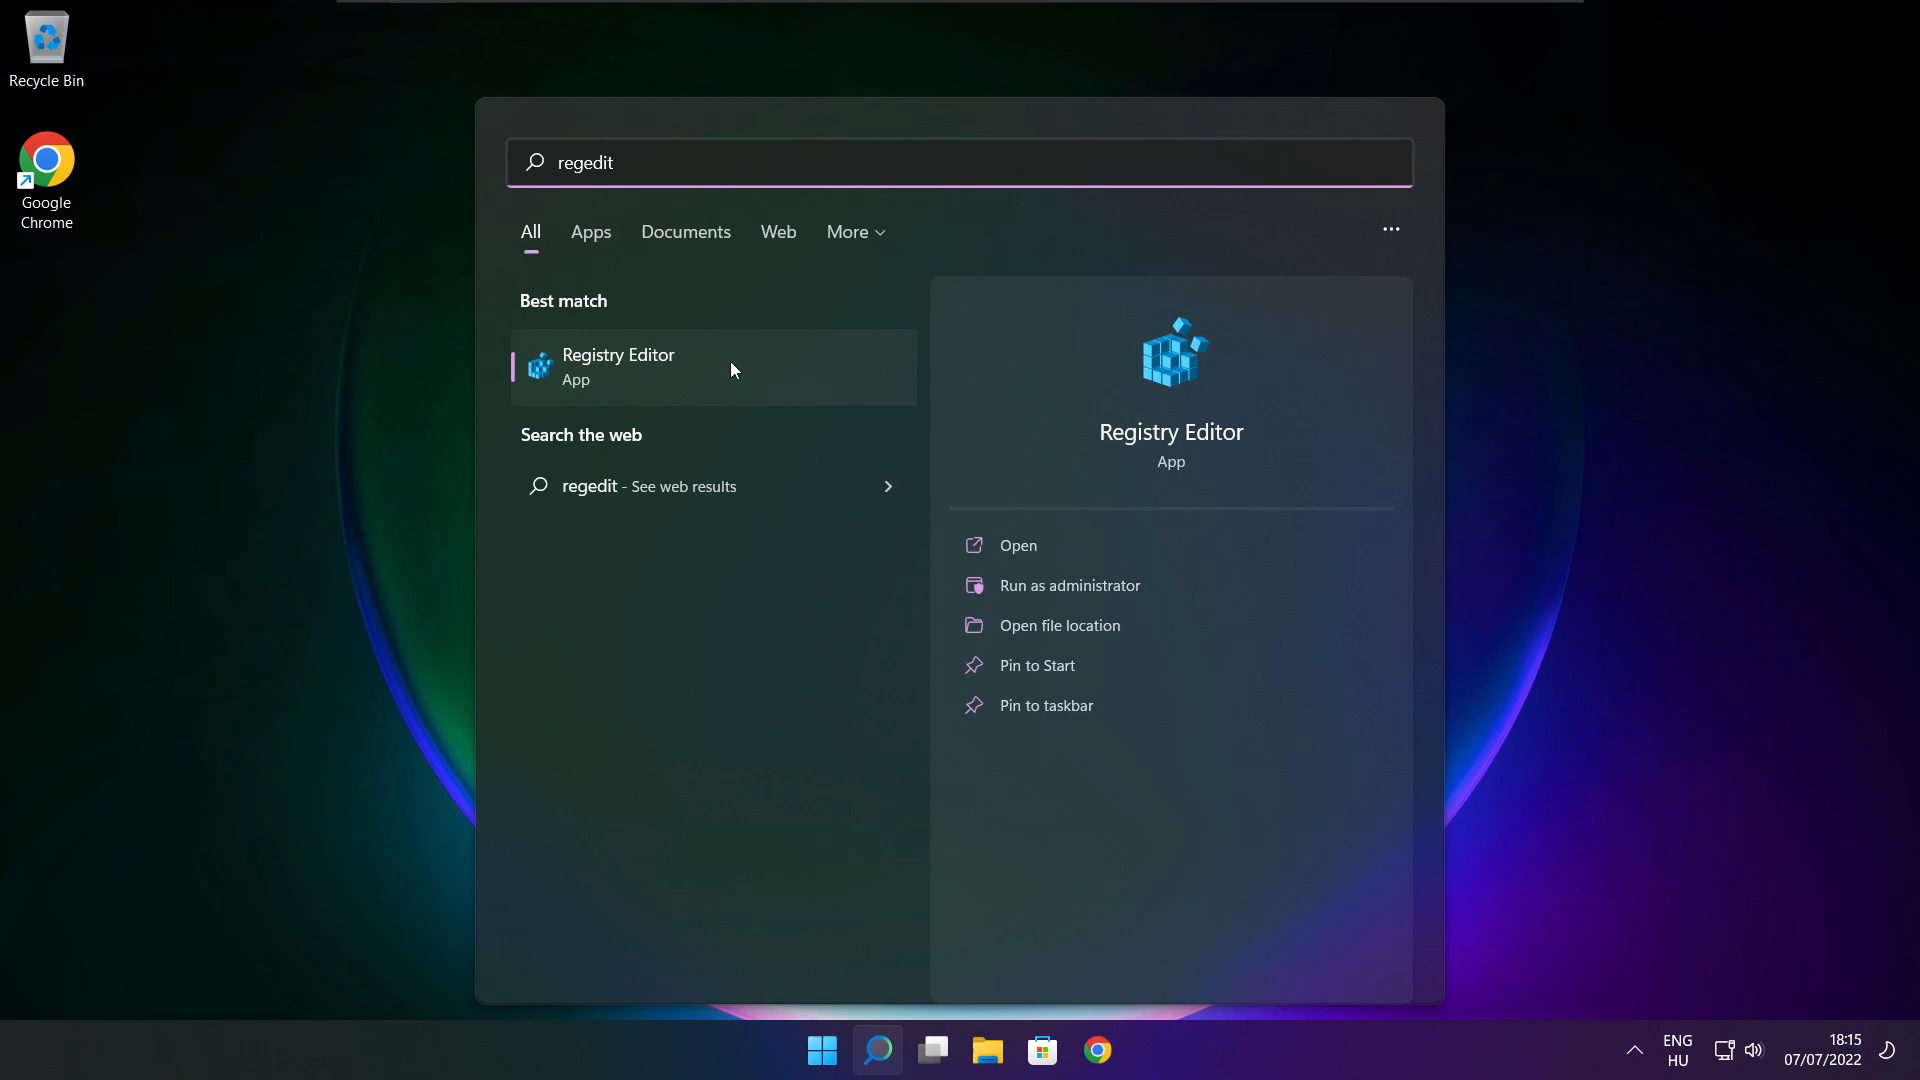 Recycle Bin
Google
Chrome
regedit
All Apps Documents Web More
Best match
Registry Editor
App
Search the web
regedit - See web results
Registry Editor
App
Open
Run as administrator
Open file location
Pin to Start
Pin to taskbar
ENG
HU
18:15
07/07/2022